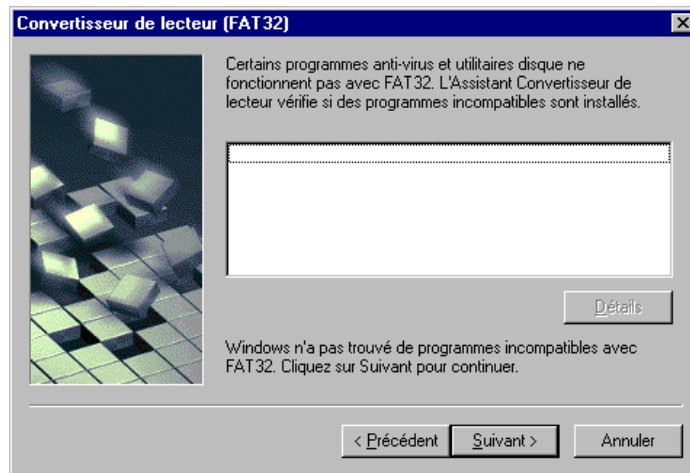 Convertisseur de lecteur (FAT32)
Certains programmes anti-virus et utilitaires disque ne
fonctionnent pas avec FAT32. L'Assistant Convertisseur de
lecteur vérifie si des programmes incompatibles sont installés.
Détails
Windows n'a pas trouvé de programmes incompatibles avec
FAT32. Cliquez sur Suivant pour continuer.
< Précédent Suivant > Annuler